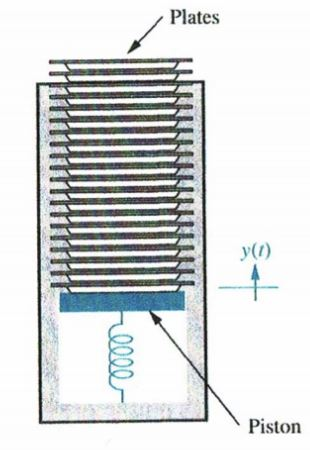 Plates
y(t)
Piston